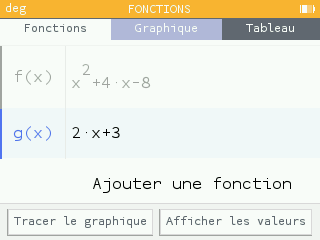 deg FONCTIONS
Fonctions Graphique Tableau
f(x) x²+4·x-8
g(x) 2·x+3
Ajouter une fonction
Tracer le graphique Afficher les valeurs